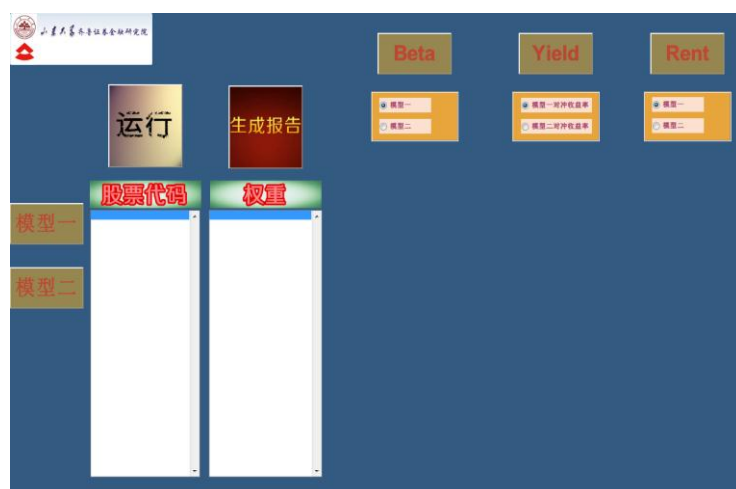 山东大学齐鲁证券金融研究院
Beta
Yield
Rent
运行
生成报告
模型一
模型二
模型一对冲收益率
模型二对冲收益率
模型一
模型二
股票代码
权重
模型一
模型二